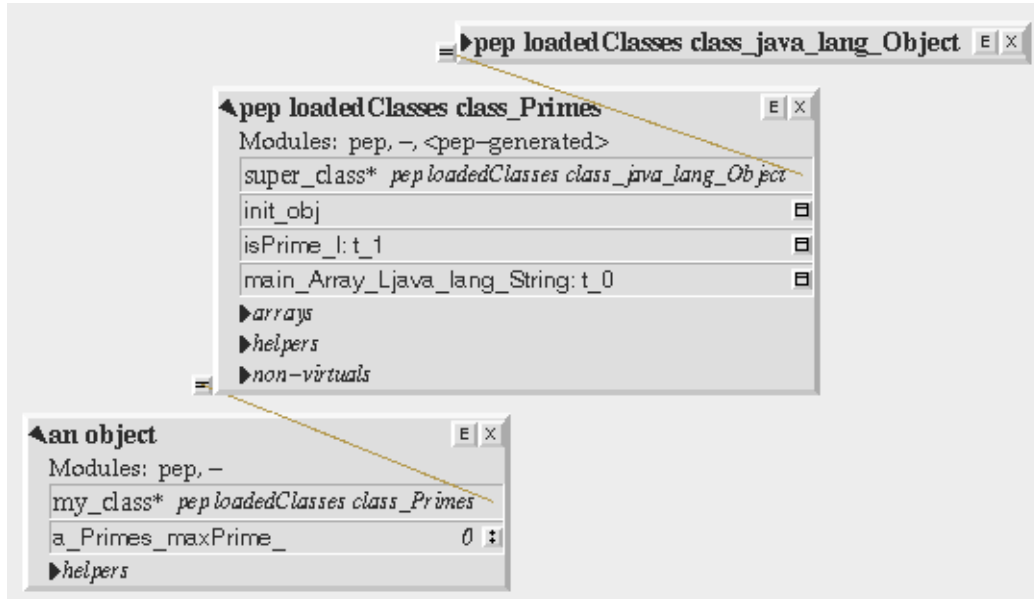 pep loadedClasses class_java_lang_Object E X
=
pep loadedClasses class_Primes E X
Modules: pep, –, <pep–generated>
super_class* pep loadedClasses class_java_lang_Object
init_obj
isPrime_I: t_1
main_Array_Ljava_lang_String: t_0
arrays
helpers
non–virtuals
=
an object E X
Modules: pep, –
my_class* pep loadedClasses class_Primes
a_Primes_maxPrime_ 0
helpers